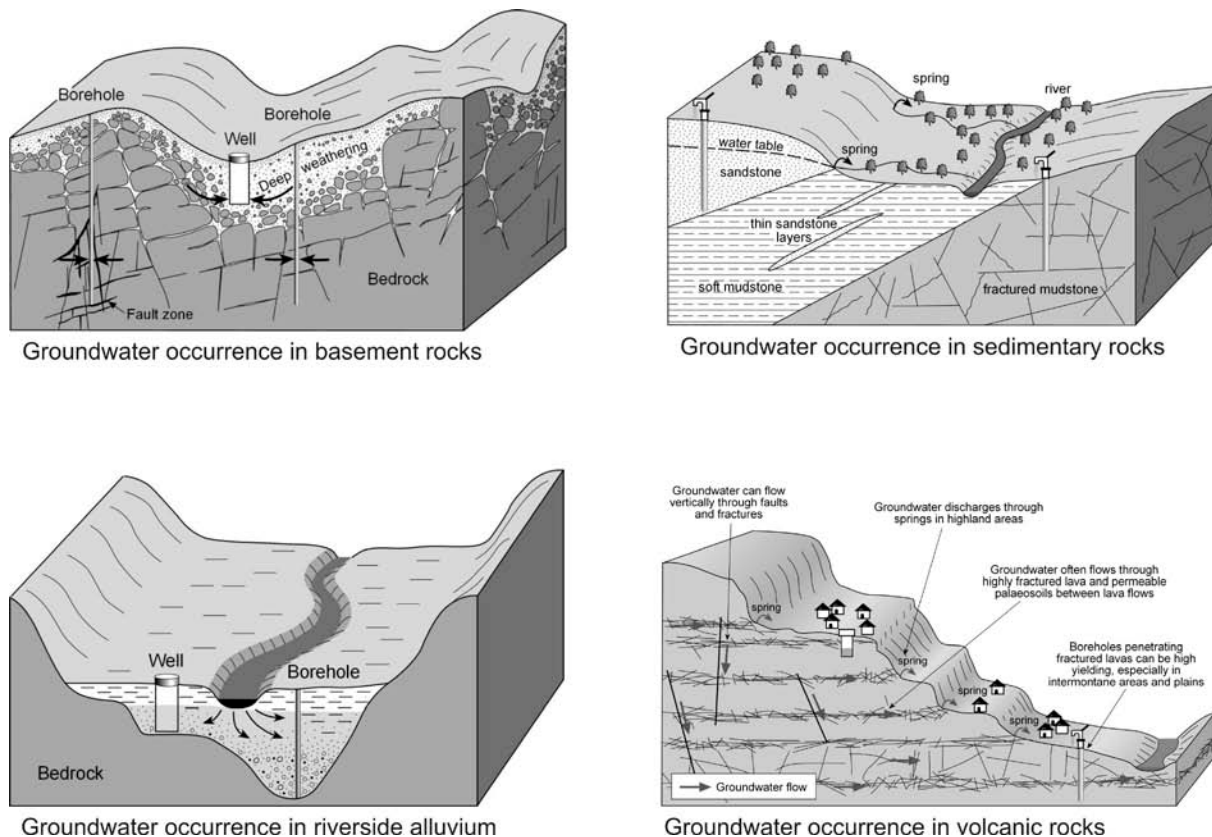 Borehole
Borehole
Well
Deep weathering
Bedrock
Fault zone
Groundwater occurrence in basement rocks
spring
river
water table
spring
sandstone
thin sandstone
layers
soft mudstone
fractured mudstone
Groundwater occurrence in sedimentary rocks
Well
Borehole
Bedrock
Groundwater occurrence in riverside alluvium
Groundwater can flow
vertically through faults
and fractures
Groundwater discharges through
springs in highland areas
Groundwater often flows through
highly fractured lava and permeable
palaeosoils between lava flows
Boreholes penetrating
fractured lavas can be high
yielding, especially in
intermontane areas and plains
spring
spring
spring
spring
Groundwater flow
Groundwater occurrence in volcanic rocks